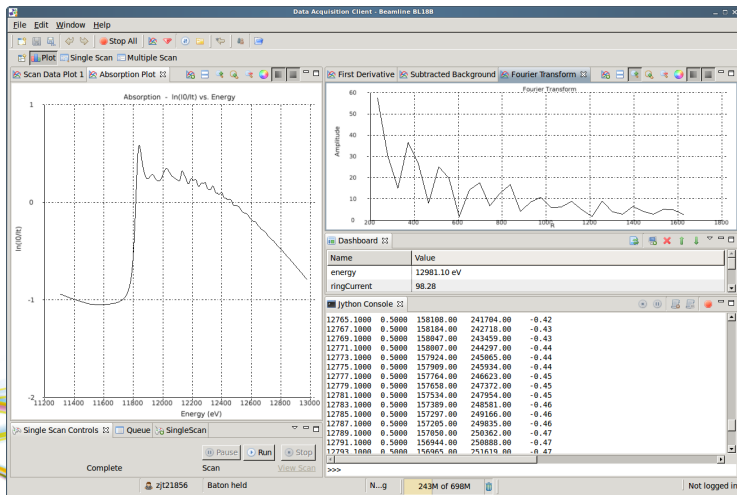 Data Acquisition Client - Beamline BL18B
File Edit Window Help
Stop All
Plot Single Scan Multiple Scan
Scan Data Plot 1 Absorption Plot
Absorption - ln(I0/It) vs. Energy
ln(I0/It)
1
0
-1
-2
11200 11400 11600 11800 12000 12200 12400 12600 12800 13000
Energy (eV)
Single Scan Controls Queue SingleScan
Pause Run Stop
Complete Scan View Scan
First Derivative Subtracted Background Fourier Transform
Fourier Transform
Amplitude
60
50
40
30
20
10
0
200 400 600 800 1000 1200 1400 1600 1800
R
Dashboard
Name Value
energy 12981.10 eV
ringCurrent 98.28
Jython Console
12765.1000 0.5000 158108.00 241704.00 -0.42
12767.1000 0.5000 158184.00 242718.00 -0.43
12769.1000 0.5000 158047.00 243459.00 -0.43
12771.1000 0.5000 158007.00 244297.00 -0.44
12773.1000 0.5000 157924.00 245065.00 -0.44
12775.1000 0.5000 157909.00 245934.00 -0.44
12777.1000 0.5000 157764.00 246623.00 -0.45
12779.1000 0.5000 157658.00 247372.00 -0.45
12781.1000 0.5000 157534.00 247954.00 -0.45
12783.1000 0.5000 157389.00 248581.00 -0.46
12785.1000 0.5000 157297.00 249166.00 -0.46
12787.1000 0.5000 157205.00 249835.00 -0.46
12789.1000 0.5000 157050.00 250362.00 -0.47
12791.1000 0.5000 156944.00 250888.00 -0.47
12793.1000 0.5000 156965.00 251619.00 -0.47
>>>
zjt21856 Baton held N...g 243M of 698M Not logged in